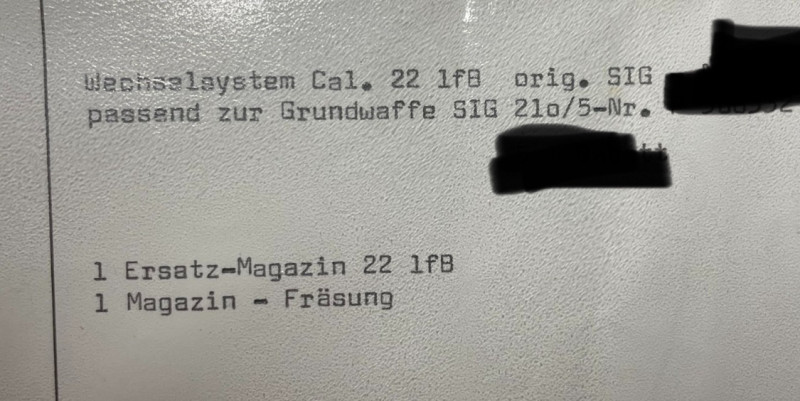 Wechselsystem Cal. 22 lfB orig. SIG
passend zur Grundwaffe SIG 21o/5-Nr.
1 Ersatz-Magazin 22 lfB
1 Magazin - Fräsung